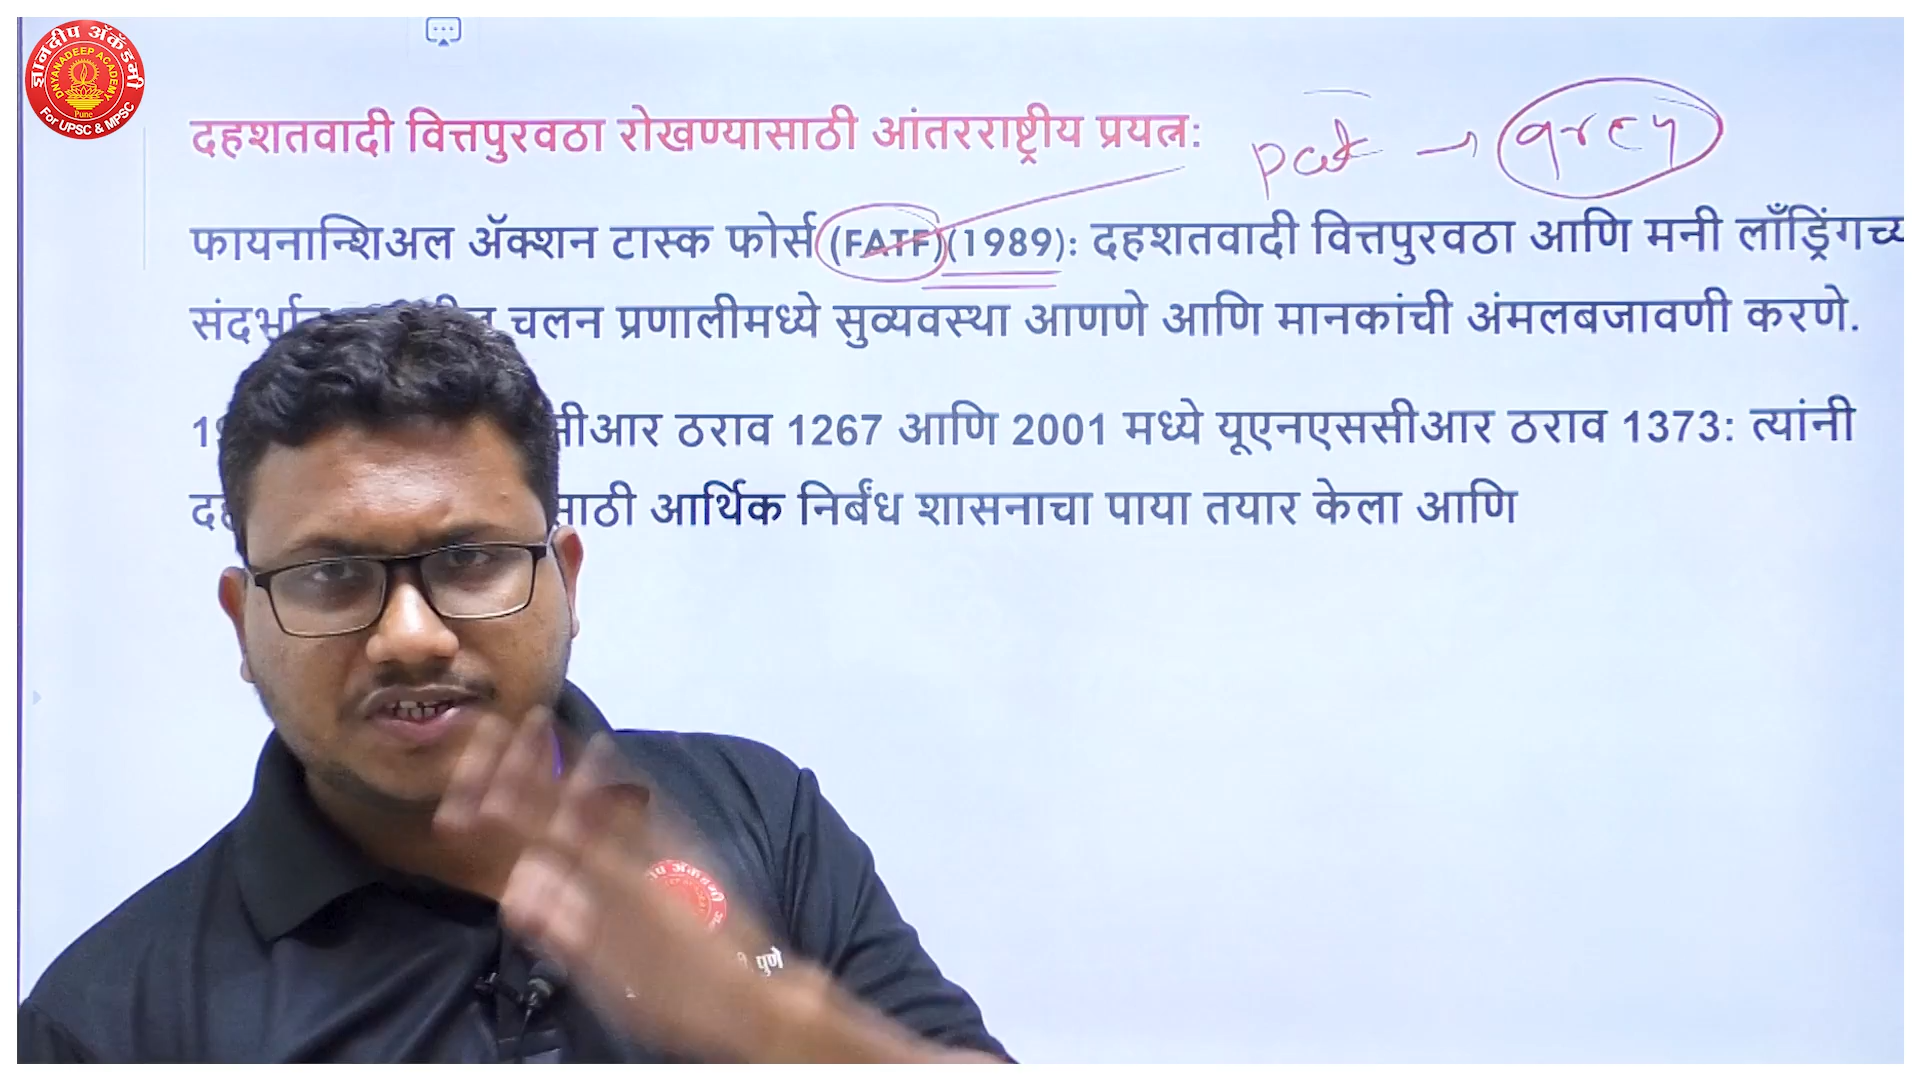 ज्ञानदीप अॅकॅडमी
DNYANADEEP ACADEMY
Pune
For UPSC & MPSC
दहशतवादी वित्तपुरवठा रोखण्यासाठी आंतरराष्ट्रीय प्रयत्न:
pak → grey
फायनान्शिअल ॲक्शन टास्क फोर्स (FATF)(1989): दहशतवादी वित्तपुरवठा आणि मनी लाँड्रिंगच्य
चलन प्रणालीमध्ये सुव्यवस्था आणणे आणि मानकांची अंमलबजावणी करणे.
सीआर ठराव 1267 आणि 2001 मध्ये यूएनएससीआर ठराव 1373: त्यांनी
साठी आर्थिक निर्बंध शासनाचा पाया तयार केला आणि
पुणे